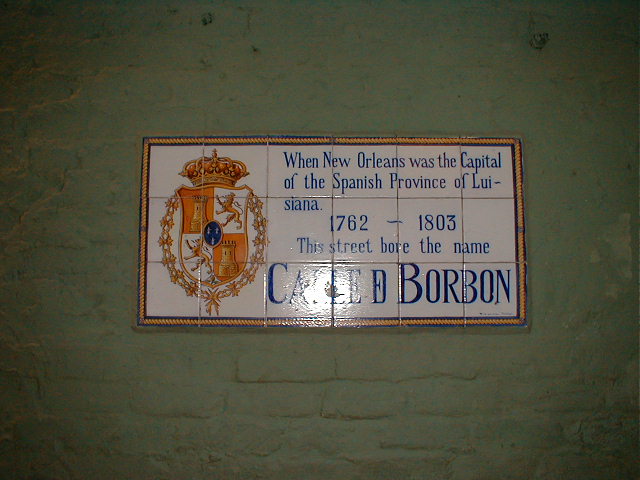 When New Orleans was the Capital
of the Spanish Province of Lui-
siana.
1762 - 1803
This street bore the name
CALLE D BORBON